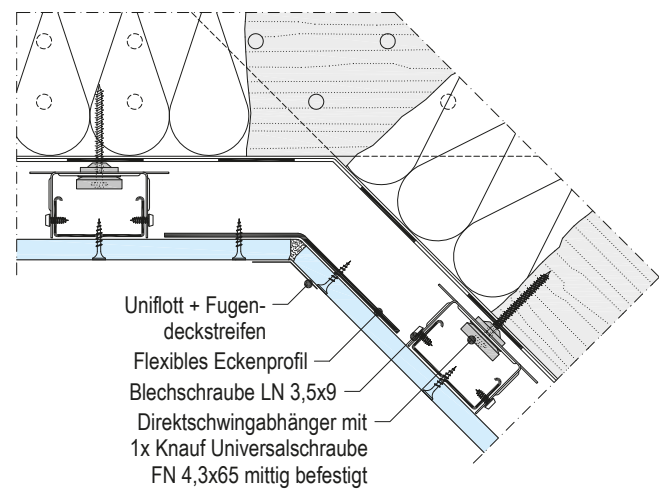 Uniflott + Fugen-
deckstreifen
Flexibles Eckenprofil
Blechschraube LN 3,5x9
Direktschwingabhänger mit
1x Knauf Universalschraube
FN 4,3x65 mittig befestigt